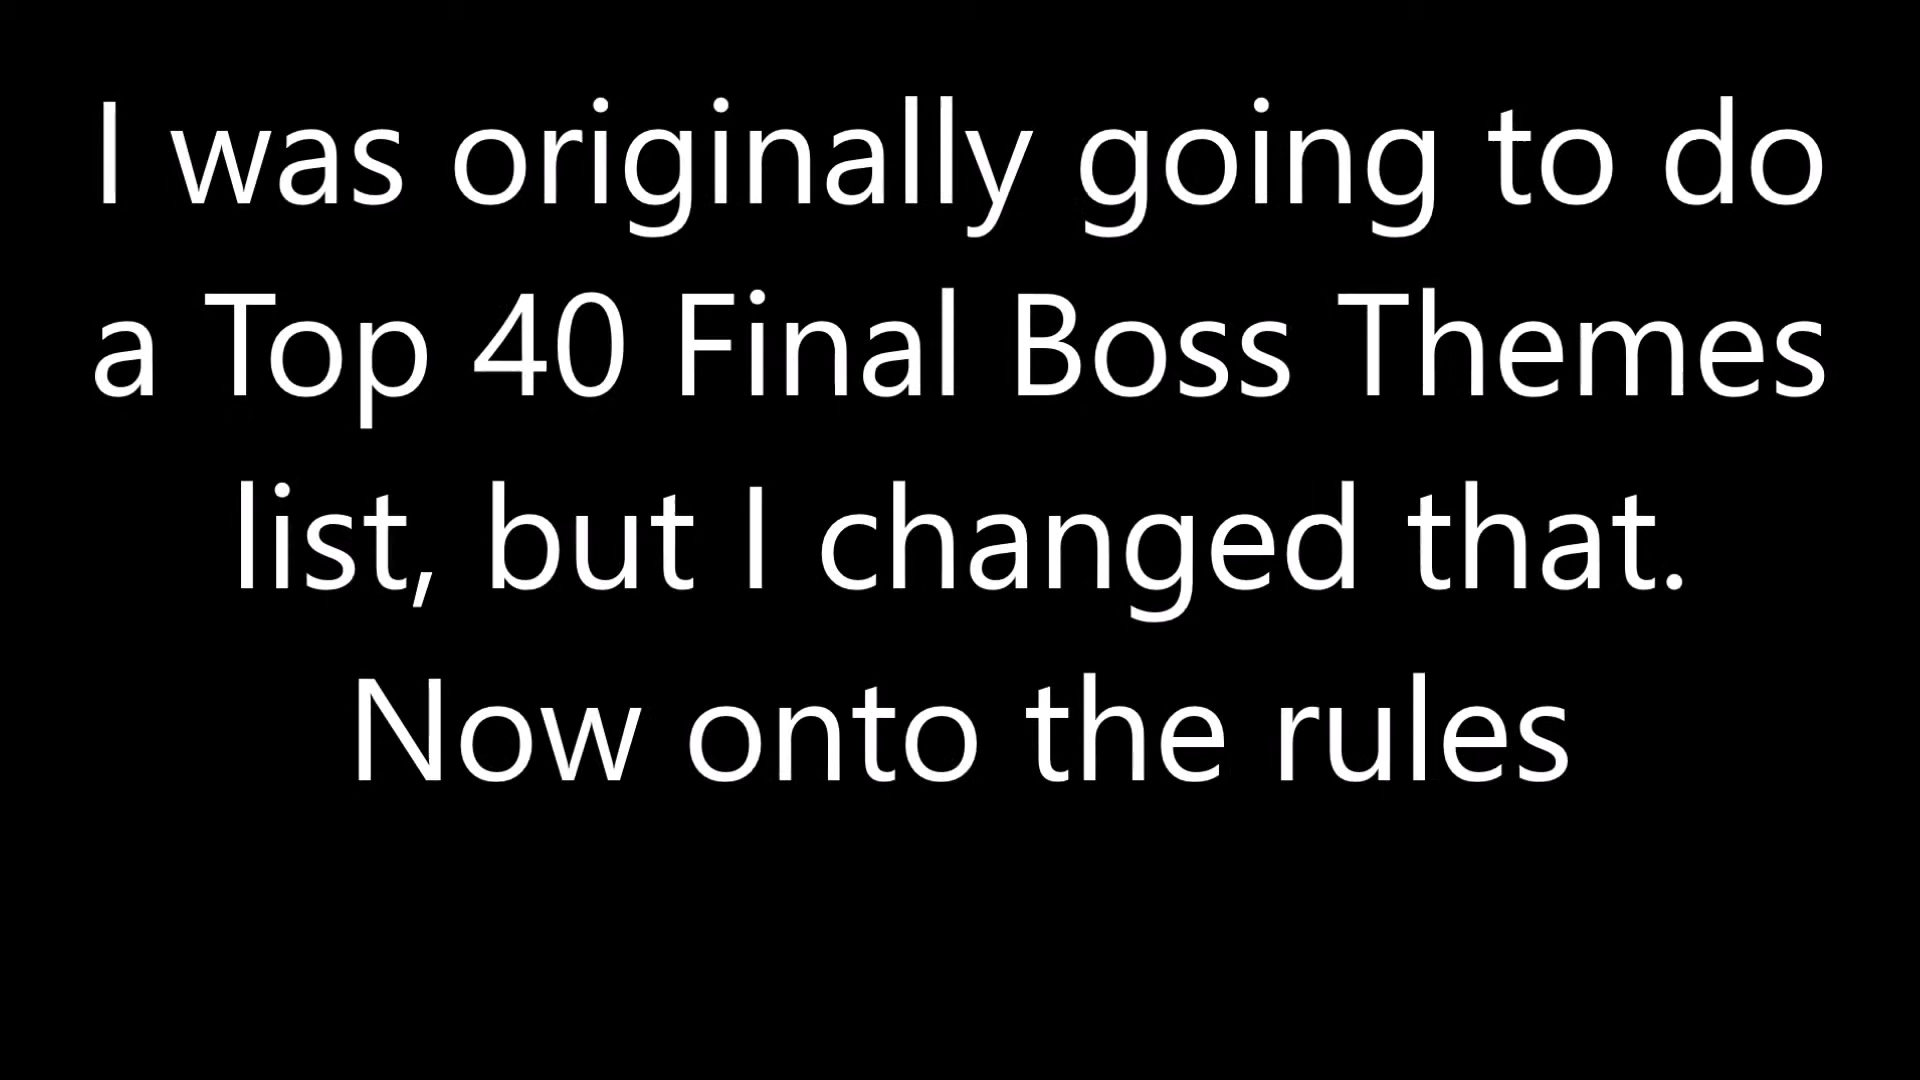 I was originally going to do
a Top 40 Final Boss Themes
list, but I changed that.
Now onto the rules